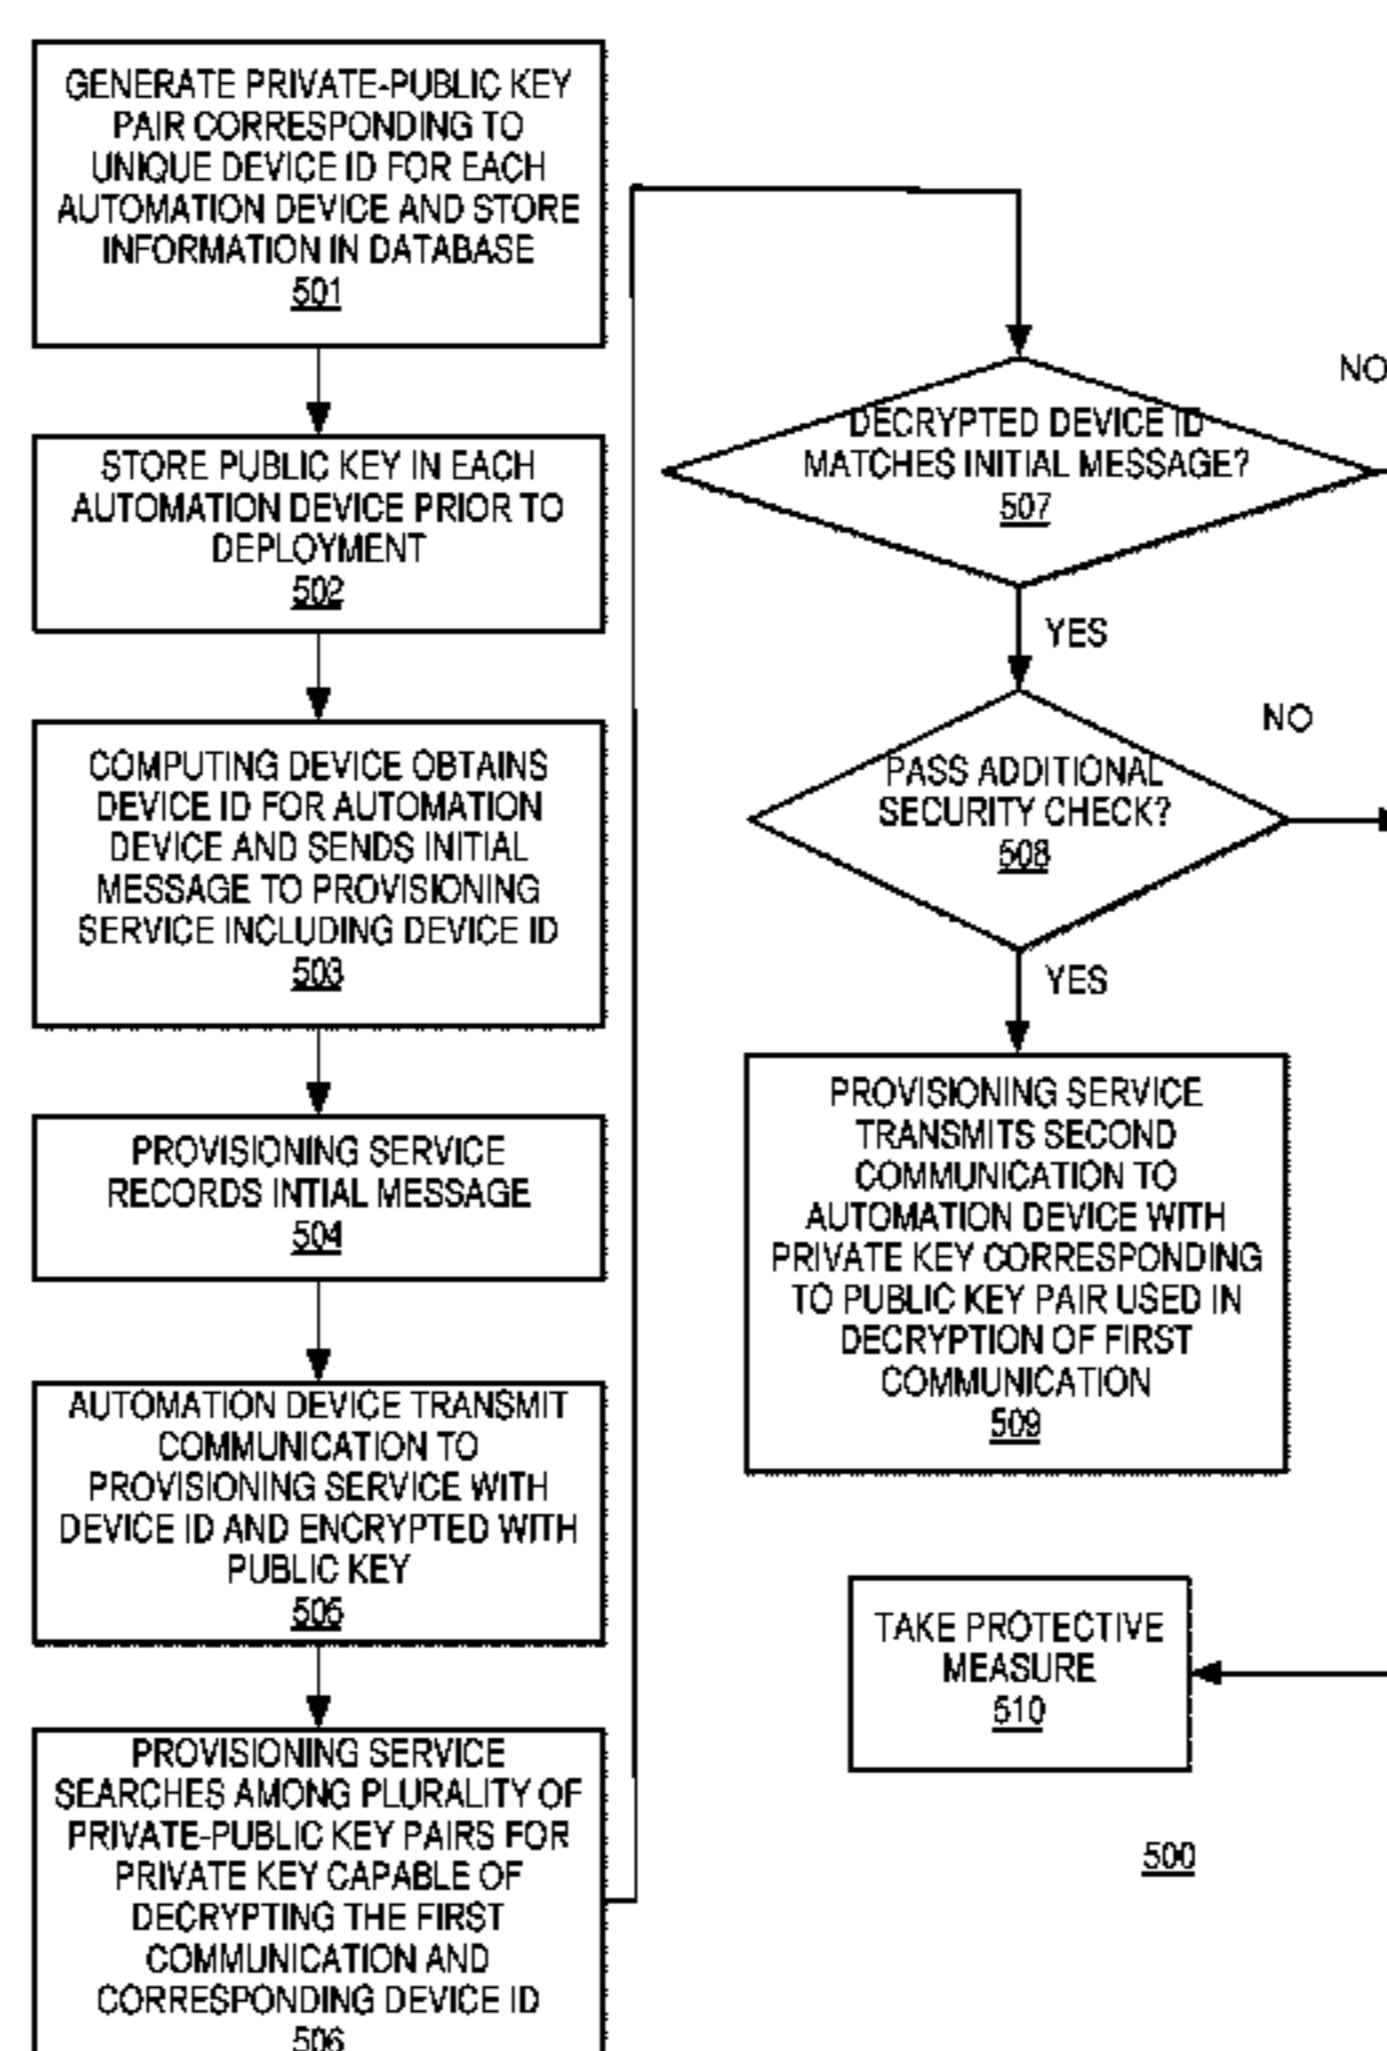 GENERATE PRIVATE-PUBLIC KEY
PAIR CORRESPONDING TO
UNIQUE DEVICE ID FOR EACH
AUTOMATION DEVICE AND STORE
INFORMATION IN DATABASE
501
STORE PUBLIC KEY IN EACH
AUTOMATION DEVICE PRIOR TO
DEPLOYMENT
502
COMPUTING DEVICE OBTAINS
DEVICE ID FOR AUTOMATION
DEVICE AND SENDS INITIAL
MESSAGE TO PROVISIONING
SERVICE INCLUDING DEVICE ID
503
PROVISIONING SERVICE
RECORDS INTIAL MESSAGE
504
AUTOMATION DEVICE TRANSMIT
COMMUNICATION TO
PROVISIONING SERVICE WITH
DEVICE ID AND ENCRYPTED WITH
PUBLIC KEY
505
PROVISIONING SERVICE
SEARCHES AMONG PLURALITY OF
PRIVATE-PUBLIC KEY PAIRS FOR
PRIVATE KEY CAPABLE OF
DECRYPTING THE FIRST
COMMUNICATION AND
CORRESPONDING DEVICE ID
506
DECRYPTED DEVICE ID
MATCHES INITIAL MESSAGE?
507
NO
YES
PASS ADDITIONAL
SECURITY CHECK?
508
NO
YES
PROVISIONING SERVICE
TRANSMITS SECOND
COMMUNICATION TO
AUTOMATION DEVICE WITH
PRIVATE KEY CORRESPONDING
TO PUBLIC KEY PAIR USED IN
DECRYPTION OF FIRST
COMMUNICATION
509
TAKE PROTECTIVE
MEASURE
510
500